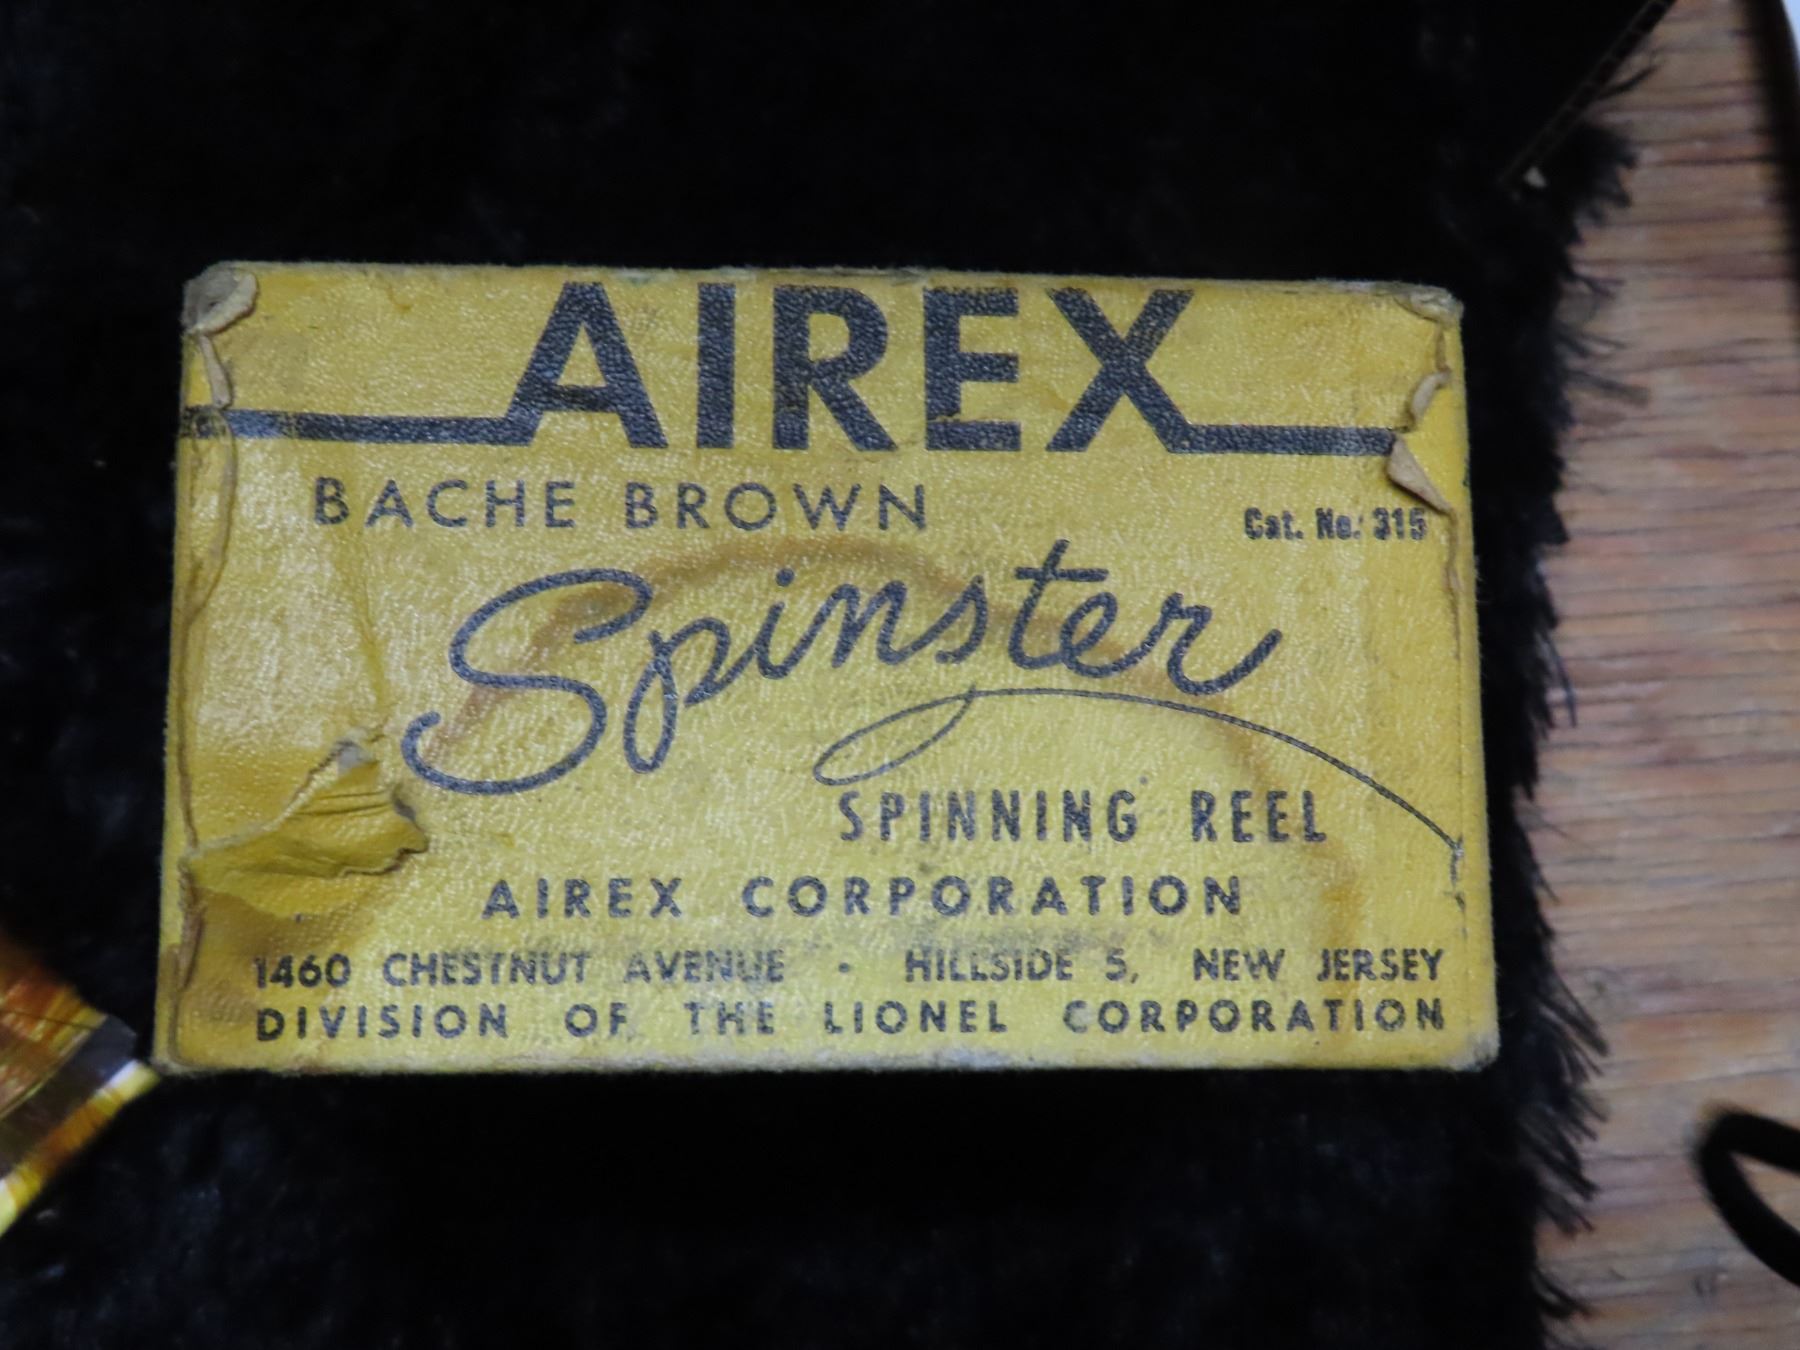 AIREX
BACHE BROWN
Cat. No. 315
Spinster
SPINNING REEL
AIREX CORPORATION
1460 CHESTNUT AVENUE • HILLSIDE 5, NEW JERSEY
DIVISION OF THE LIONEL CORPORATION